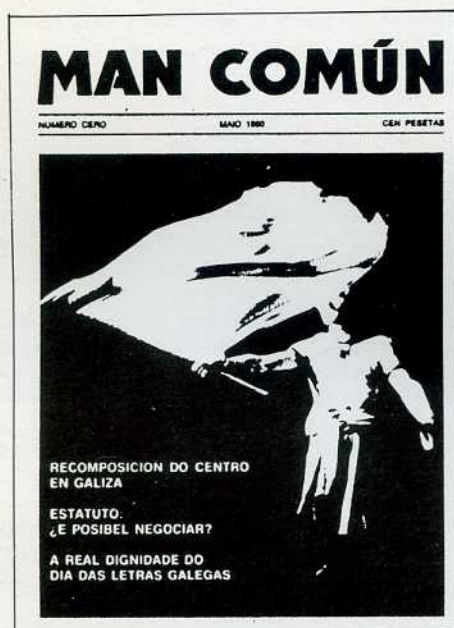 MAN COMÚN
NUMERO CERO MAIO 1980 CEN PESETAS
RECOMPOSICION DO CENTRO
EN GALIZA
ESTATUTO:
¿E POSIBEL NEGOCIAR?
A REAL DIGNIDADE DO
DIA DAS LETRAS GALEGAS